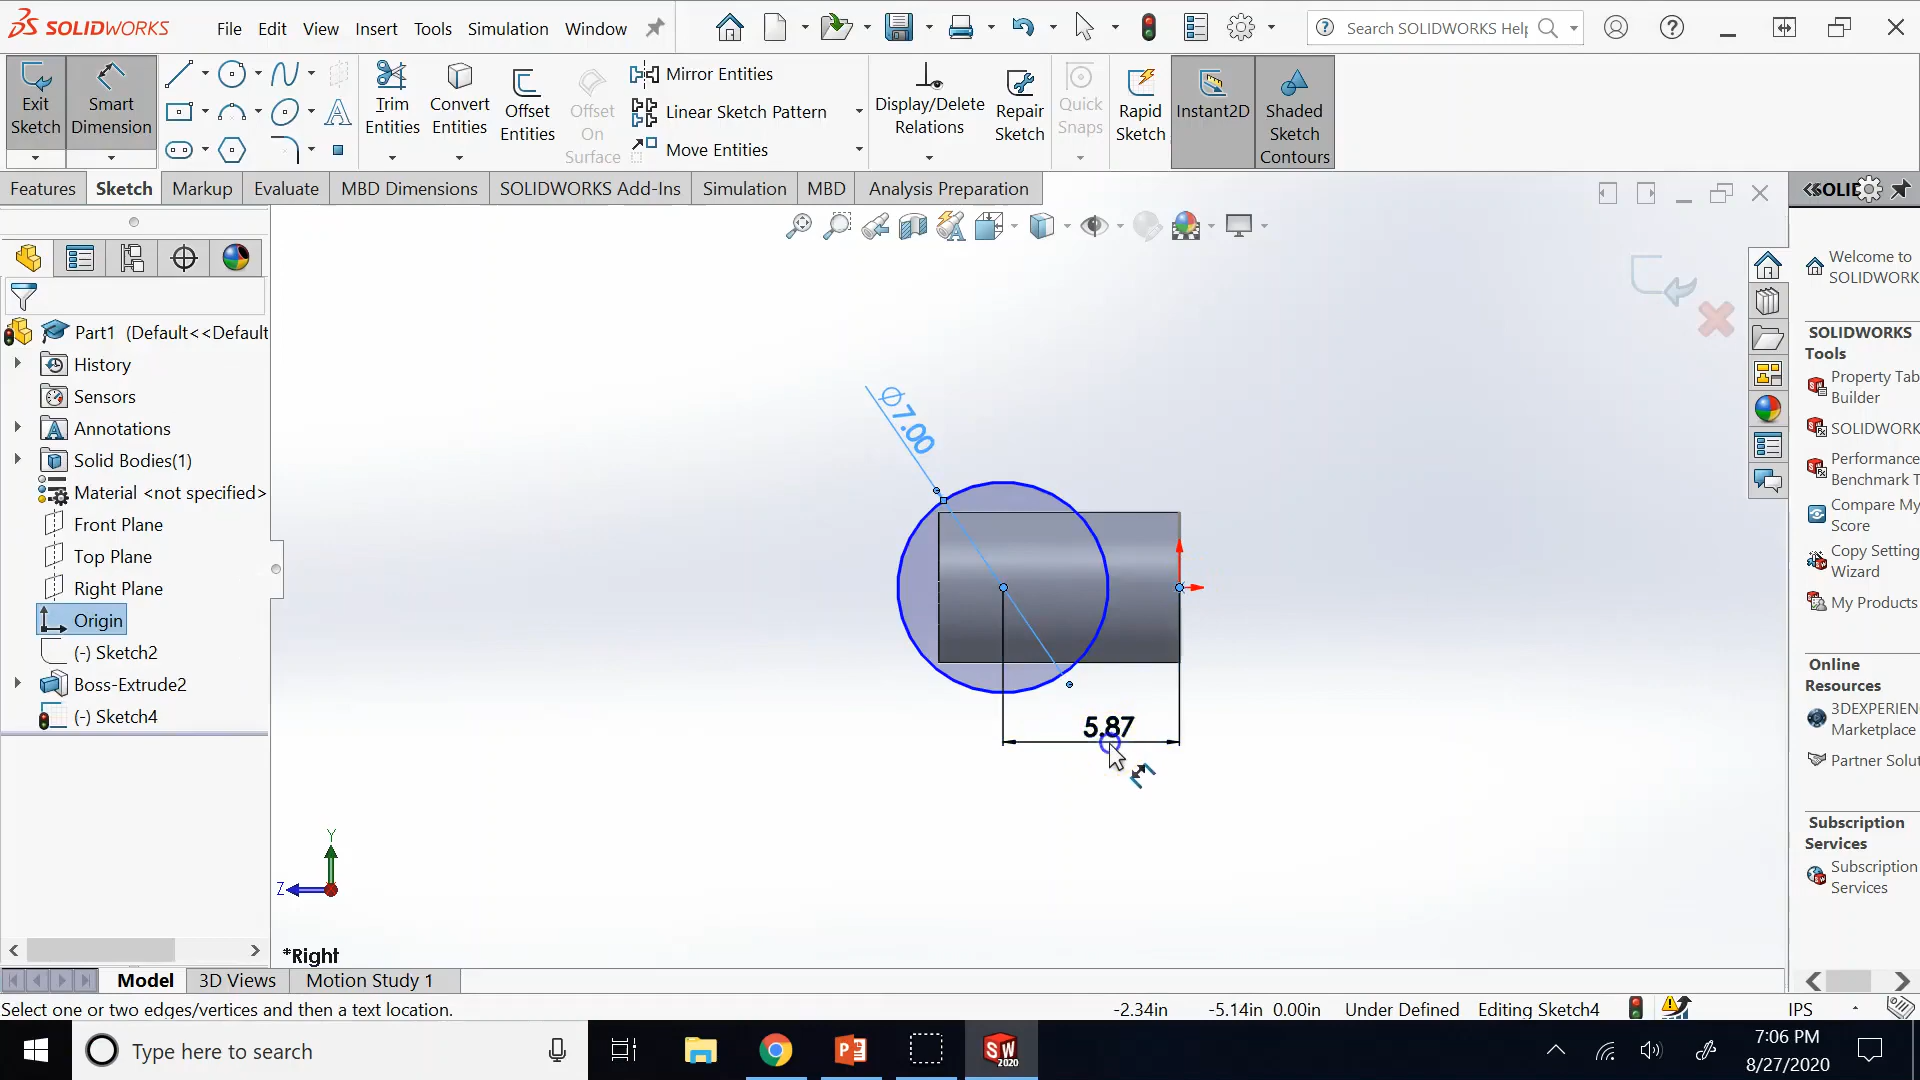 SOLIDWORKS
File Edit View Insert Tools Simulation Window
Search SOLIDWORKS Help
Exit Sketch
Smart Dimension
Trim Entities
Convert Entities
Offset Entities
Offset On Surface
Mirror Entities
Linear Sketch Pattern
Move Entities
Display/Delete Relations
Repair Sketch
Quick Snaps
Rapid Sketch
Instant2D
Shaded Sketch Contours
Features Sketch Markup Evaluate MBD Dimensions SOLIDWORKS Add-Ins Simulation MBD Analysis Preparation
Part1 (Default<<Default
History
Sensors
Annotations
Solid Bodies(1)
Material <not specified>
Front Plane
Top Plane
Right Plane
Origin
(-) Sketch2
Boss-Extrude2
(-) Sketch4
∅7.00
5.87
Y
Z
*Right
Welcome to
SOLIDWORK
SOLIDWORKS
Tools
Property Tab
Builder
SOLIDWORK
Performance
Benchmark T
Compare My
Score
Copy Setting
Wizard
My Products
Online
Resources
3DEXPERIEN
Marketplace
Partner Solu
Subscription
Services
Subscription
Services
Model 3D Views Motion Study 1
Select one or two edges/vertices and then a text location.
-2.34in -5.14in 0.00in Under Defined Editing Sketch4 IPS
Type here to search
SW
2020
7:06 PM
8/27/2020